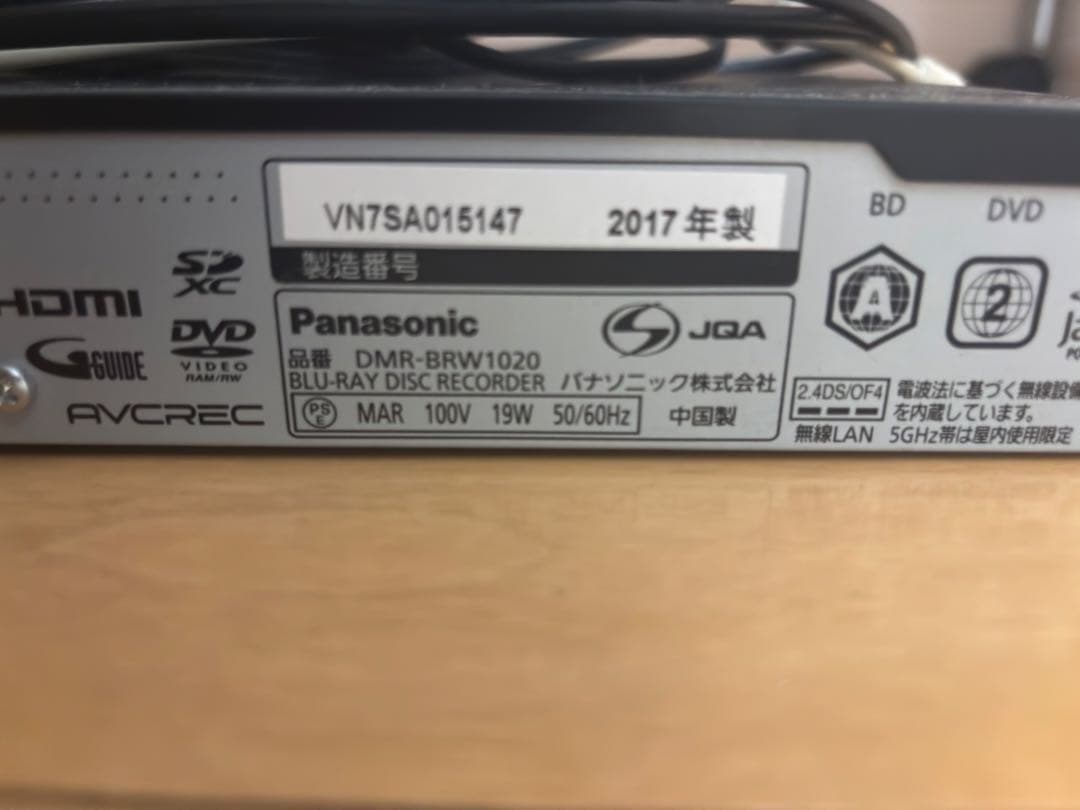 VN7SA015147 2017年製
製造番号
BD DVD
SD
XC
HDMI
DVD
VIDEO
RAM/RW
G-GUIDE
AVCREC
Panasonic JQA
品番 DMR-BRW1020
BLU-RAY DISC RECORDER パナソニック株式会社
PS
E MAR 100V 19W 50/60Hz 中国製
A 2
2.4DS/OF4 電波法に基づく無線設備
を内蔵しています。
無線LAN 5GHz帯は屋内使用限定